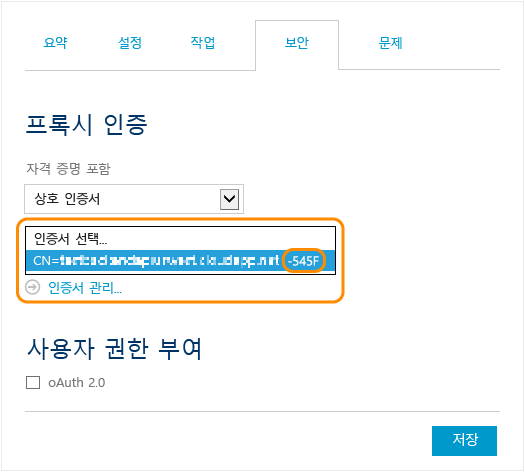 요약 설정 작업 보안 문제
프록시 인증
자격 증명 포함
상호 인증서
인증서 선택...
CN= -545F
인증서 관리...
사용자 권한 부여
oAuth 2.0
저장